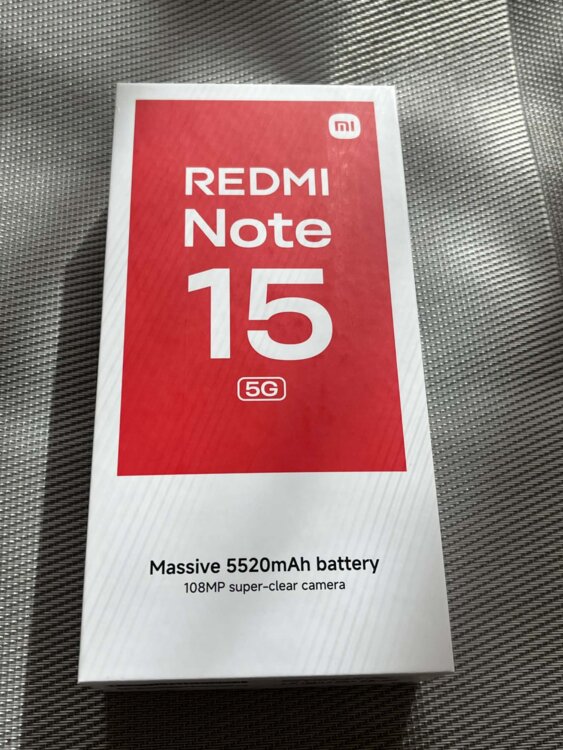 mi
REDMI
Note
15
5G
Massive 5520mAh battery
108MP super-clear camera